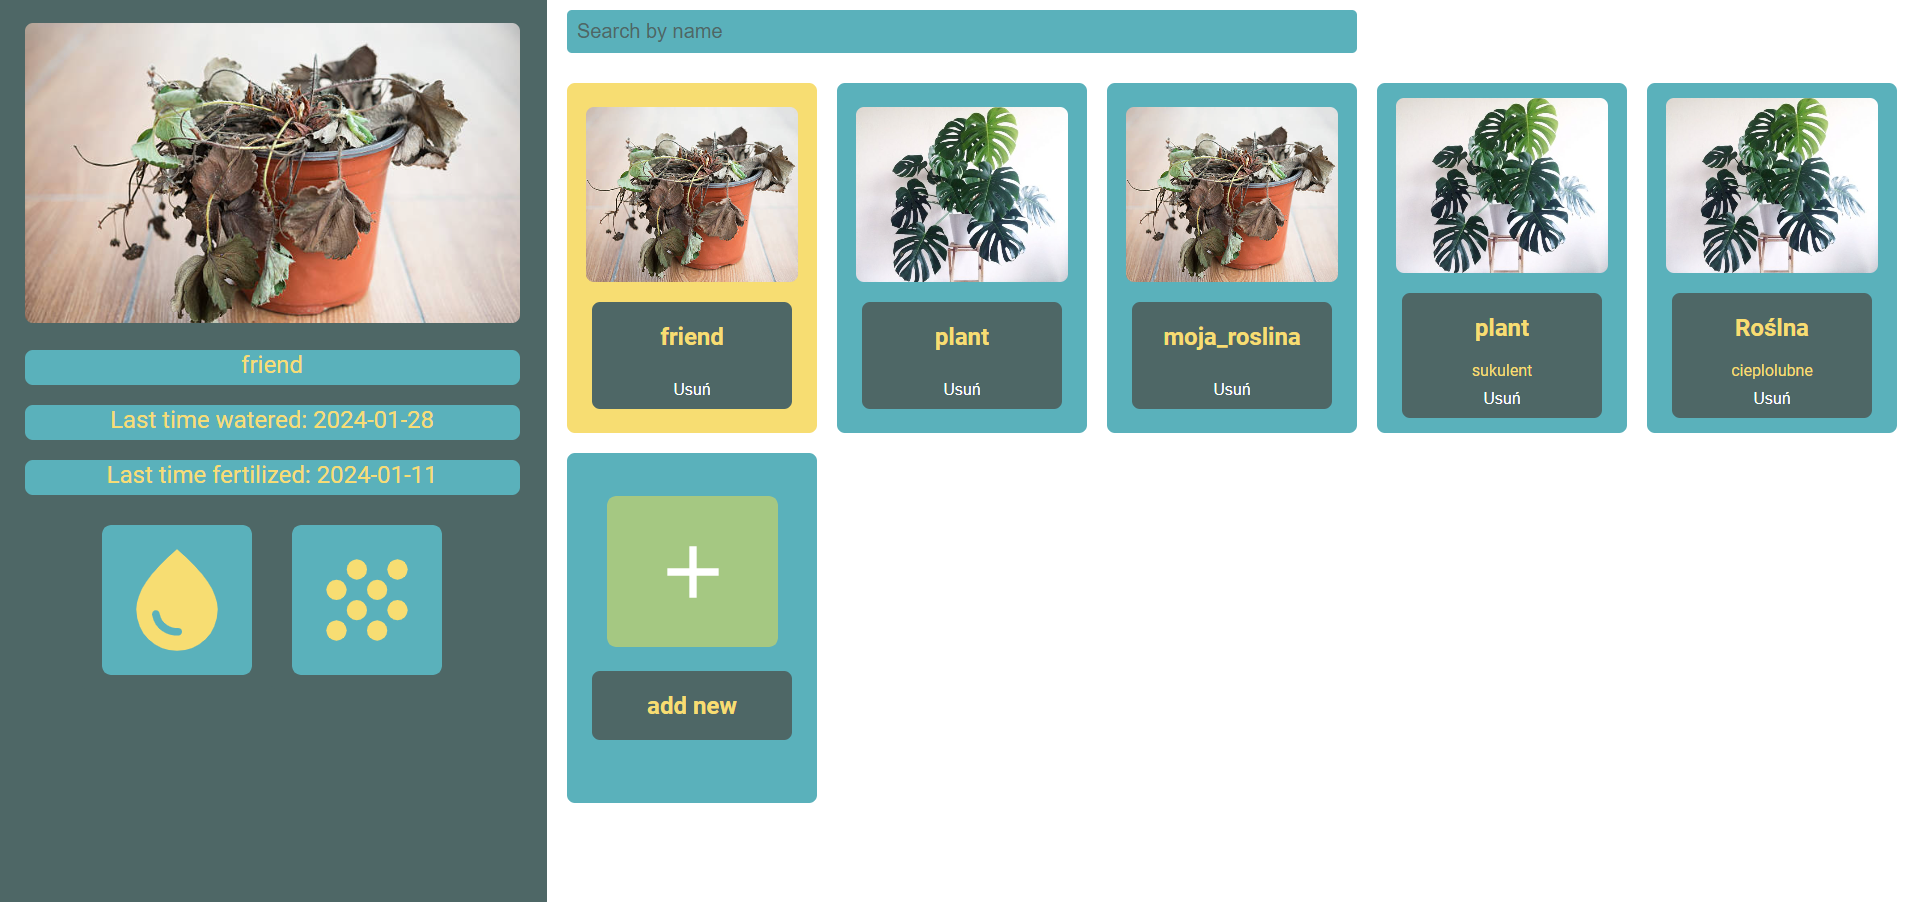 friend
Last time watered: 2024-01-28
Last time fertilized: 2024-01-11
Search by name
friend
Usuń
plant
Usuń
moja_roslina
Usuń
plant
sukulent
Usuń
Roślna
cieplolubne
Usuń
add new